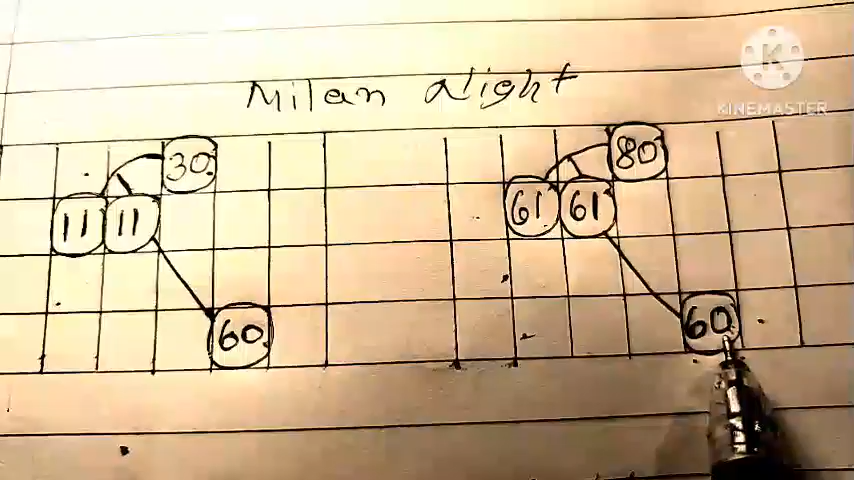 Milan Night
K
KINEMASTER
30 80
11 11 61 61
60 60